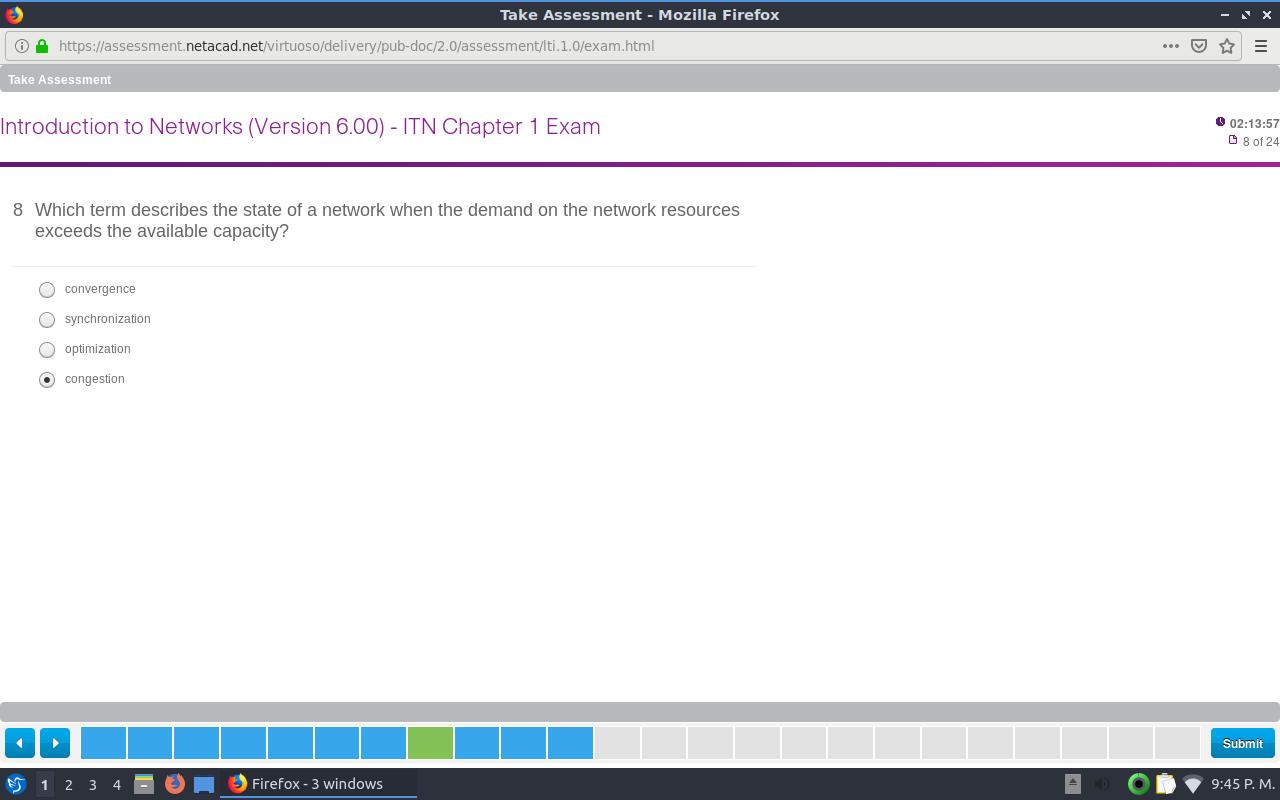 Take Assessment - Mozilla Firefox
https://assessment.netacad.net/virtuoso/delivery/pub-doc/2.0/assessment/lti.1.0/exam.html
Take Assessment
Introduction to Networks (Version 6.00) - ITN Chapter 1 Exam
02:13:57
8 of 24
8 Which term describes the state of a network when the demand on the network resources
exceeds the available capacity?
convergence
synchronization
optimization
congestion
Submit
1 2 3 4 Firefox - 3 windows 9:45 P. M.